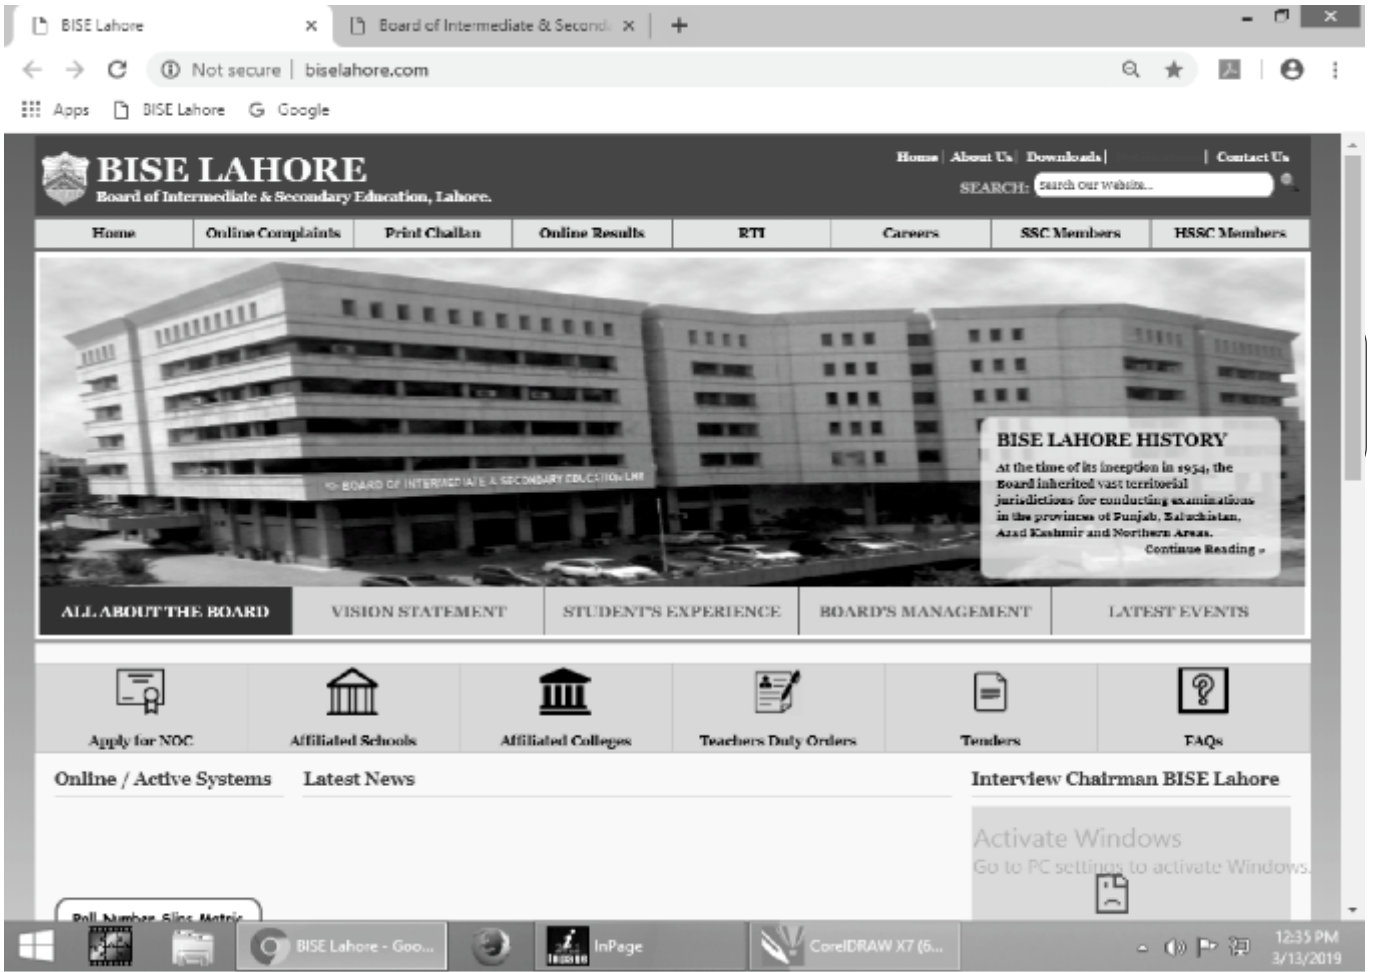 BISE Lahore
Board of Intermediate & Second
Not secure | biselahore.com
Apps BISE Lahore G Google
BISE LAHORE
Board of Intermediate & Secondary Education, Lahore.
Home | About Us | Downloads | | Contact Us
SEARCH: Search Our Website...
Home Online Complaints Print Challan Online Results RTI Careers SSC Members HSSC Members
BOARD OF INTERMEDIATE & SECONDARY EDUCATION LHR
BISE LAHORE HISTORY
At the time of its inception in 1954, the
Board inherited vast territorial
jurisdictions for conducting examinations
in the provinces of Punjab, Baluchistan,
Azad Kashmir and Northern Areas.
Continue Reading »
ALL ABOUT THE BOARD VISION STATEMENT STUDENT'S EXPERIENCE BOARD'S MANAGEMENT LATEST EVENTS
Apply for NOC Affiliated Schools Affiliated Colleges Teachers Duty Orders Tenders FAQs
Online / Active Systems Latest News Interview Chairman BISE Lahore
Activate Windows
Go to PC settings to activate Windows.
Roll Number Slips Matric
BISE Lahore - Goo... InPage CorelDRAW X7 (6...
12:35 PM
3/13/2019